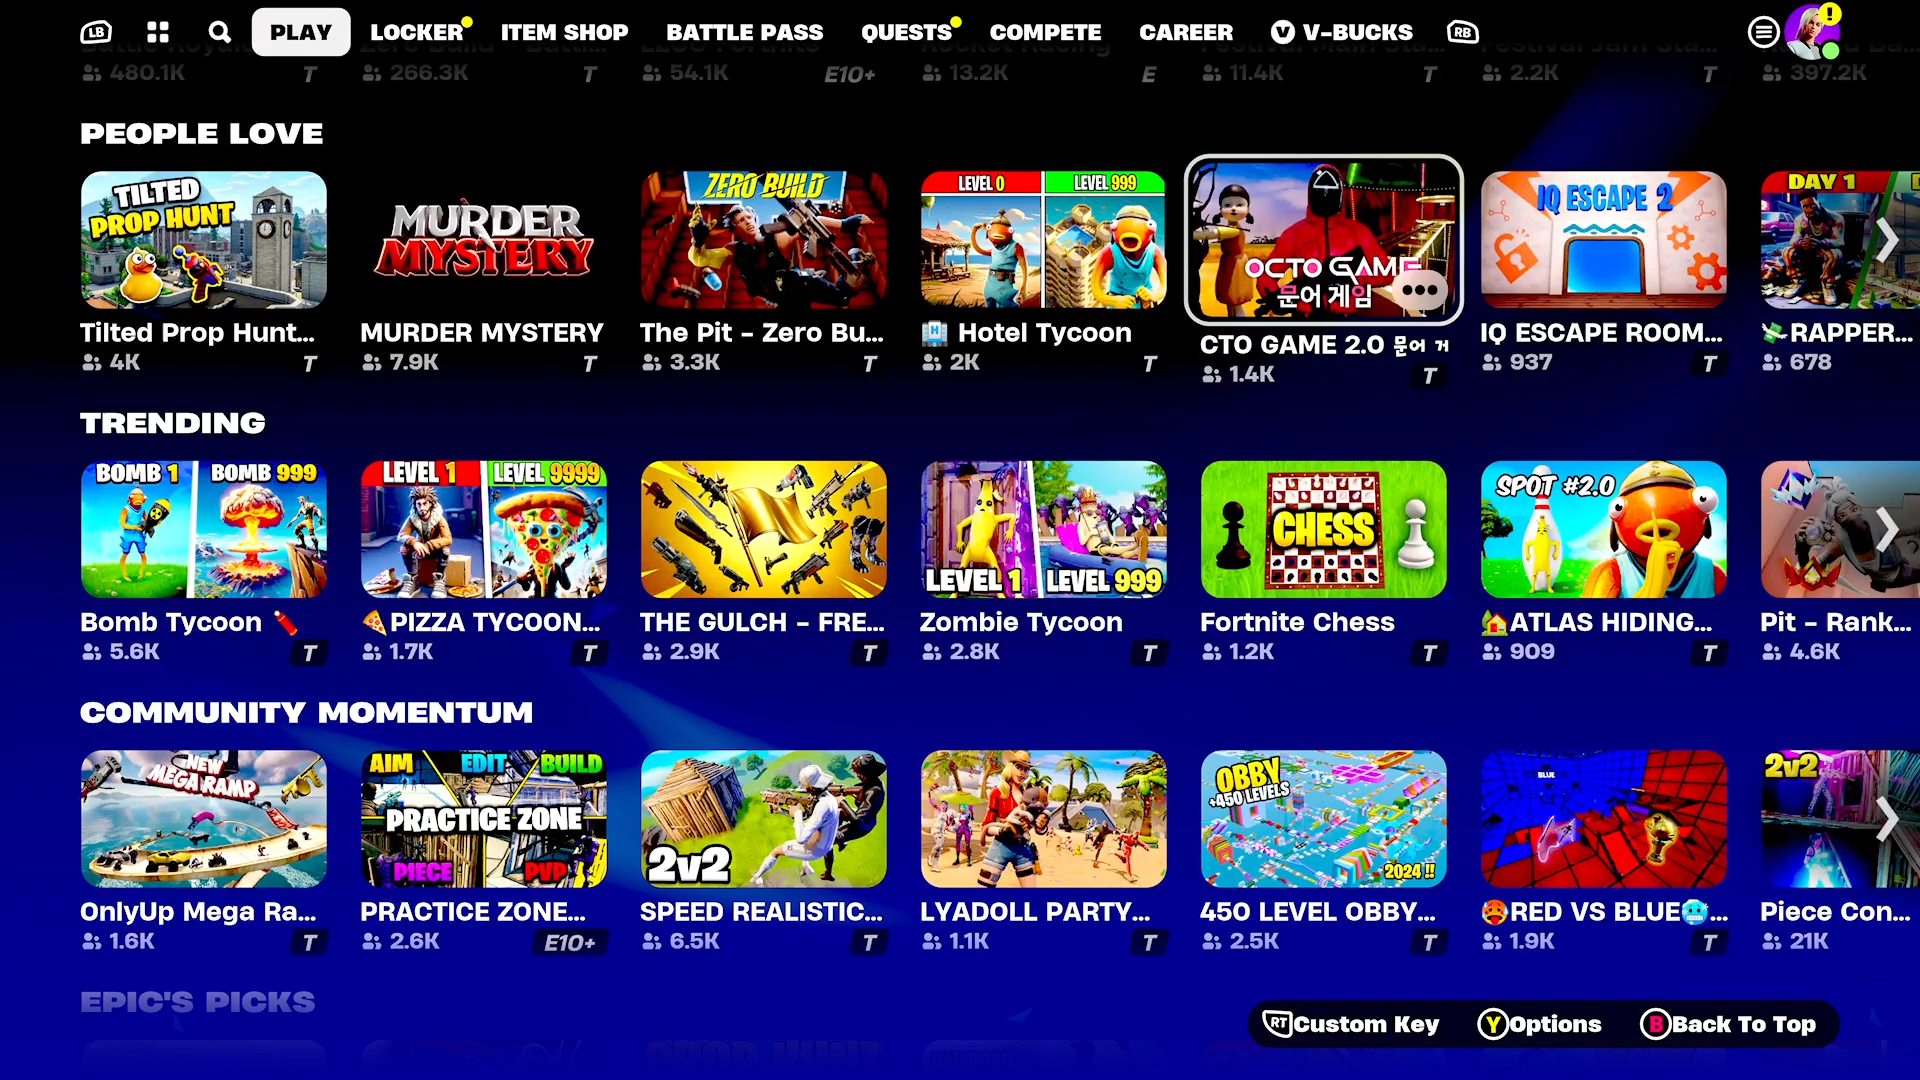 LB PLAY LOCKER ITEM SHOP BATTLE PASS QUESTS COMPETE CAREER V-BUCKS RB
480.1K T 266.3K T 54.1K E10+ 13.2K E 11.4K T 2.2K T 397.2K
PEOPLE LOVE
TILTED PROP HUNT
MURDER MYSTERY
ZERO BUILD
LEVEL 0 LEVEL 999
OCTO GAME
문어 게임
IQ ESCAPE 2
DAY 1
Tilted Prop Hunt... MURDER MYSTERY The Pit - Zero Bu... Hotel Tycoon CTO GAME 2.0 문어 거 IQ ESCAPE ROOM... RAPPER...
4K T 7.9K T 3.3K T 2K T 1.4K T 937 T 678
TRENDING
BOMB 1 BOMB 999
LEVEL 1 LEVEL 9999
LEVEL 1 LEVEL 999
CHESS
SPOT #2.0
Bomb Tycoon PIZZA TYCOON... THE GULCH - FRE... Zombie Tycoon Fortnite Chess ATLAS HIDING... Pit - Rank...
5.6K T 1.7K T 2.9K T 2.8K T 1.2K T 909 T 4.6K
COMMUNITY MOMENTUM
NEW MEGA RAMP
AIM EDIT BUILD
PRACTICE ZONE
PIECE PVP
2v2
OBBY
+450 LEVELS
2024 !!
BLUE
2v2
OnlyUp Mega Ra... PRACTICE ZONE... SPEED REALISTIC... LYADOLL PARTY... 450 LEVEL OBBY... RED VS BLUE... Piece Con...
1.6K T 2.6K E10+ 6.5K T 1.1K T 2.5K T 1.9K T 21K
EPIC'S PICKS
RT Custom Key Y Options B Back To Top